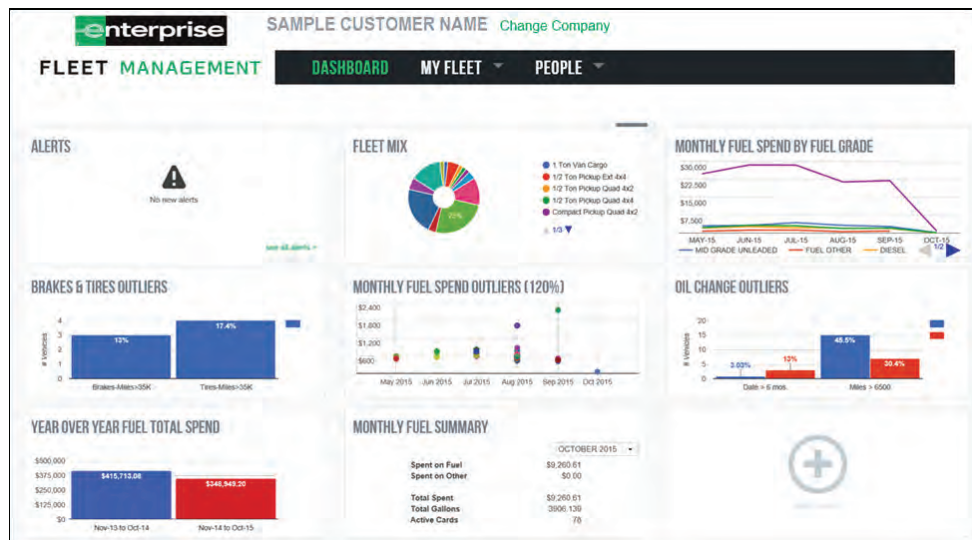 enterprise
FLEET MANAGEMENT
SAMPLE CUSTOMER NAME Change Company
DASHBOARD MY FLEET PEOPLE
ALERTS
No new alerts
see all alerts
FLEET MIX
25%
1 Ton Van Cargo
1/2 Ton Pickup Ext 4x4
1/2 Ton Pickup Quad 4x2
1/2 Ton Pickup Quad 4x4
Compact Pickup Quad 4x2
1/3
MONTHLY FUEL SPEND BY FUEL GRADE
$30,000
$22,500
$15,000
$7,500
MAY-15 JUN-15 JUL-15 AUG-15 SEP-15 OCT-15
MID GRADE UNLEADED FUEL OTHER DIESEL 1/2
BRAKES & TIRES OUTLIERS
# Vehicles
4
3
2
1
0
13%
17.4%
Brakes-Miles>35K Tires-Miles>35K
MONTHLY FUEL SPEND OUTLIERS (120%)
$2,400
$1,800
$1,200
$600
May 2015 Jun 2015 Jul 2015 Aug 2015 Sep 2015 Oct 2015
OIL CHANGE OUTLIERS
# Vehicles
20
15
10
5
0
13%
45.5%
30.4%
Date > 6 mos. Miles > 6500
YEAR OVER YEAR FUEL TOTAL SPEND
$500,000
$375,000
$250,000
$125,000
$0
Nov-13 to Oct-14 Nov-14 to Oct-15
MONTHLY FUEL SUMMARY
OCTOBER 2015
Spent on Fuel $9,260.61
Spent on Other $0.00
Total Spent $9,260.61
Total Gallons 3906.139
Active Cards 78